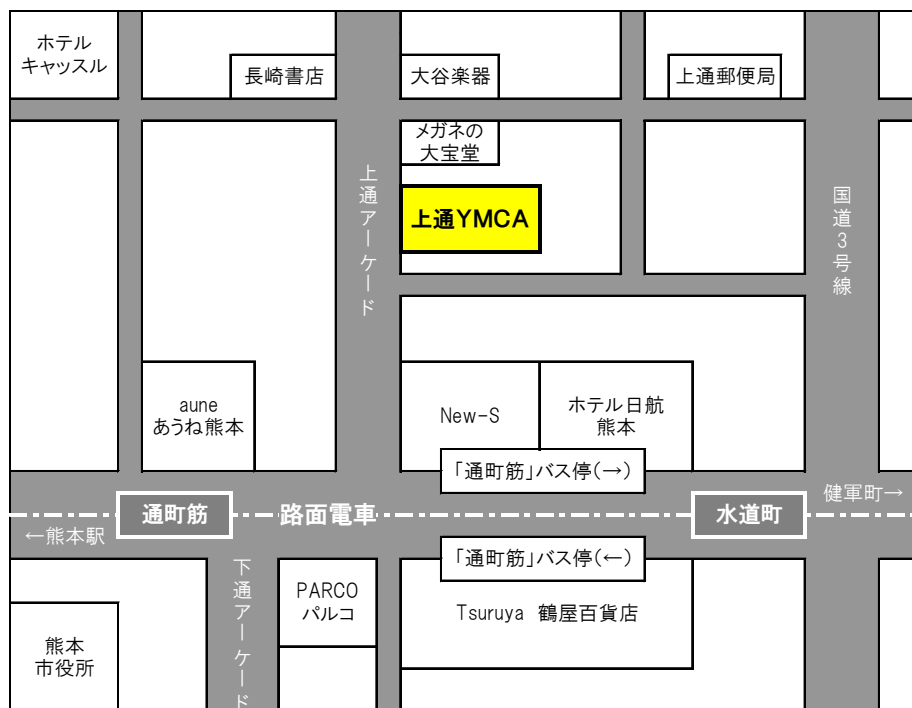 ホテル
キャッスル
長崎書店
大谷楽器
上通郵便局
メガネの
大宝堂
上通アーケード
上通YMCA
国道3号線
aune
あうね熊本
New-S
ホテル日航
熊本
「通町筋」バス停(→)
健軍町→
通町筋
路面電車
水道町
←熊本駅
「通町筋」バス停(←)
下通アーケード
PARCO
パルコ
Tsuruya 鶴屋百貨店
熊本
市役所